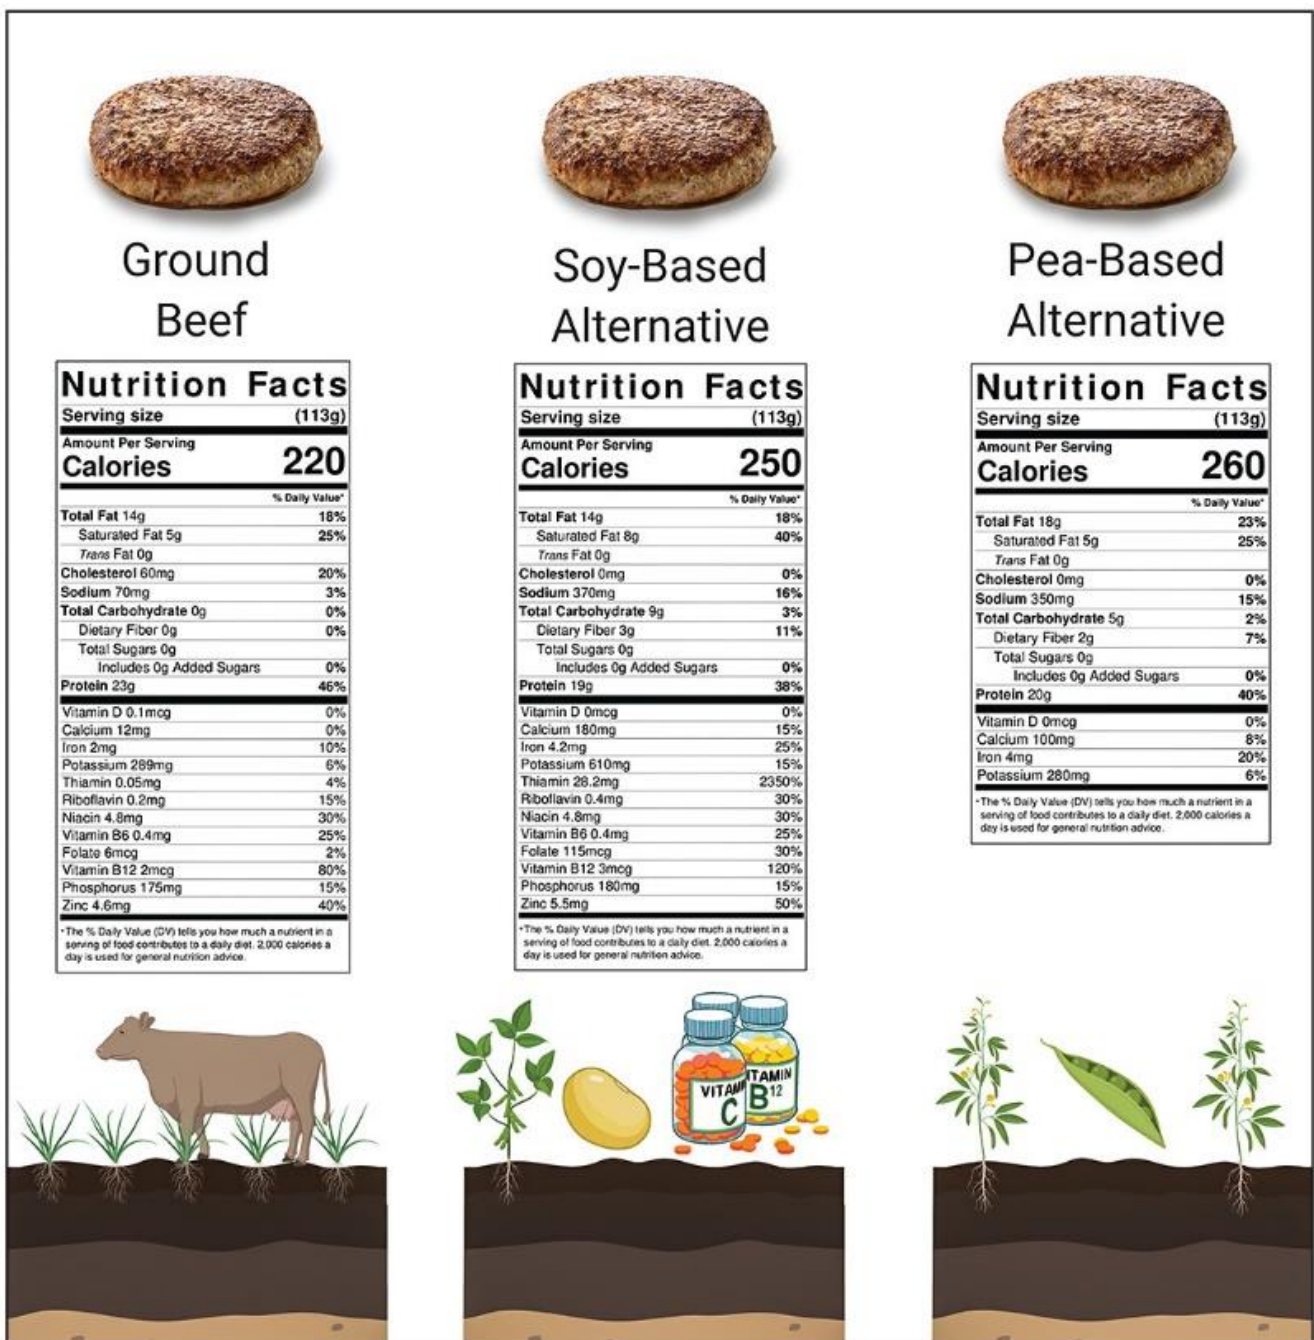 Ground
Beef
Nutrition Facts
Serving size (113g)
Amount Per Serving
Calories 220
% Daily Value*
Total Fat 14g 18%
Saturated Fat 5g 25%
Trans Fat 0g
Cholesterol 60mg 20%
Sodium 70mg 3%
Total Carbohydrate 0g 0%
Dietary Fiber 0g 0%
Total Sugars 0g
Includes 0g Added Sugars 0%
Protein 23g 46%
Vitamin D 0.1mcg 0%
Calcium 12mg 0%
Iron 2mg 10%
Potassium 289mg 6%
Thiamin 0.05mg 4%
Riboflavin 0.2mg 15%
Niacin 4.8mg 30%
Vitamin B6 0.4mg 25%
Folate 6mcg 2%
Vitamin B12 2mcg 80%
Phosphorus 175mg 15%
Zinc 4.6mg 40%
*The % Daily Value (DV) tells you how much a nutrient in a
serving of food contributes to a daily diet. 2,000 calories a
day is used for general nutrition advice.
Soy-Based
Alternative
Nutrition Facts
Serving size (113g)
Amount Per Serving
Calories 250
% Daily Value*
Total Fat 14g 18%
Saturated Fat 8g 40%
Trans Fat 0g
Cholesterol 0mg 0%
Sodium 370mg 16%
Total Carbohydrate 9g 3%
Dietary Fiber 3g 11%
Total Sugars 0g
Includes 0g Added Sugars 0%
Protein 19g 38%
Vitamin D 0mcg 0%
Calcium 180mg 15%
Iron 4.2mg 25%
Potassium 610mg 15%
Thiamin 28.2mg 2350%
Riboflavin 0.4mg 30%
Niacin 4.8mg 30%
Vitamin B6 0.4mg 25%
Folate 115mcg 30%
Vitamin B12 3mcg 120%
Phosphorus 180mg 15%
Zinc 5.5mg 50%
*The % Daily Value (DV) tells you how much a nutrient in a
serving of food contributes to a daily diet. 2,000 calories a
day is used for general nutrition advice.
VITAM
C
ITAMIN
B12
Pea-Based
Alternative
Nutrition Facts
Serving size (113g)
Amount Per Serving
Calories 260
% Daily Value*
Total Fat 18g 23%
Saturated Fat 5g 25%
Trans Fat 0g
Cholesterol 0mg 0%
Sodium 350mg 15%
Total Carbohydrate 5g 2%
Dietary Fiber 2g 7%
Total Sugars 0g
Includes 0g Added Sugars 0%
Protein 20g 40%
Vitamin D 0mcg 0%
Calcium 100mg 8%
Iron 4mg 20%
Potassium 280mg 6%
*The % Daily Value (DV) tells you how much a nutrient in a
serving of food contributes to a daily diet. 2,000 calories a
day is used for general nutrition advice.